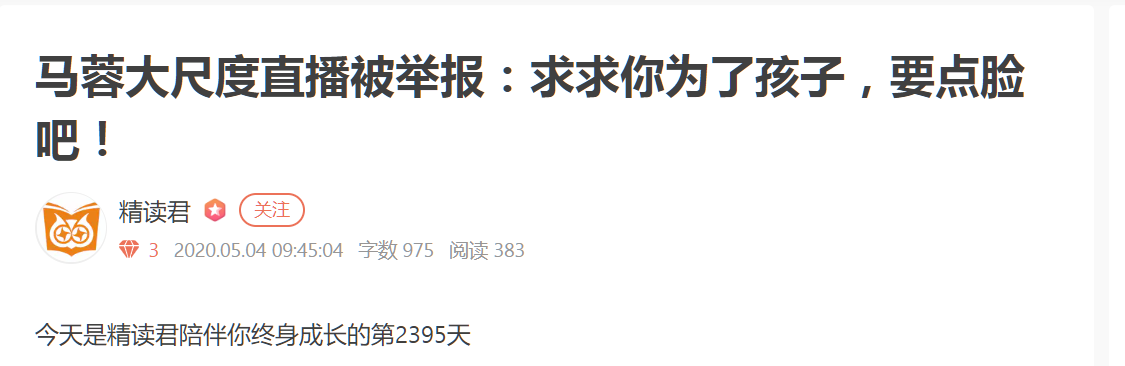 马蓉大尺度直播被举报：求求你为了孩子，要点脸
吧！
精读君 关注
3 2020.05.04 09:45:04 字数 975 阅读 383
今天是精读君陪伴你终身成长的第2395天